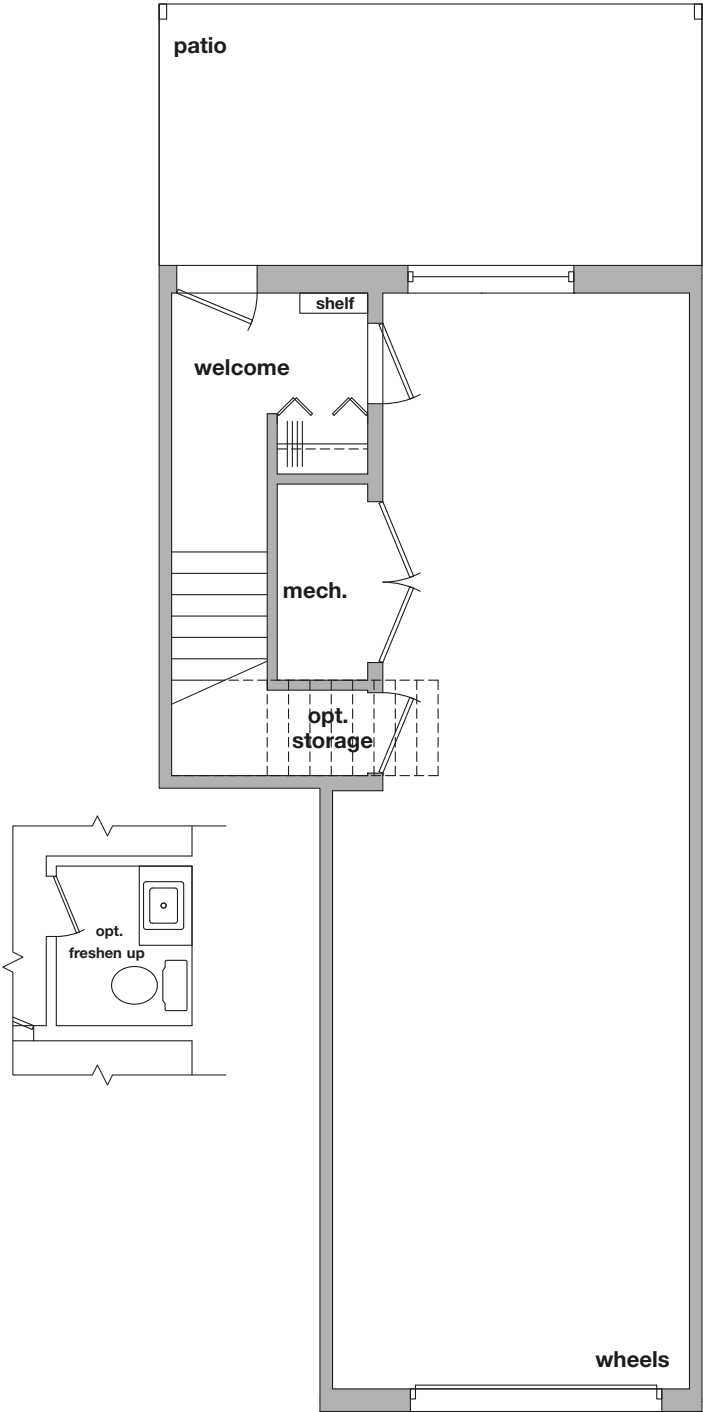 patio
shelf
welcome
mech.
opt.
storage
opt.
freshen up
wheels